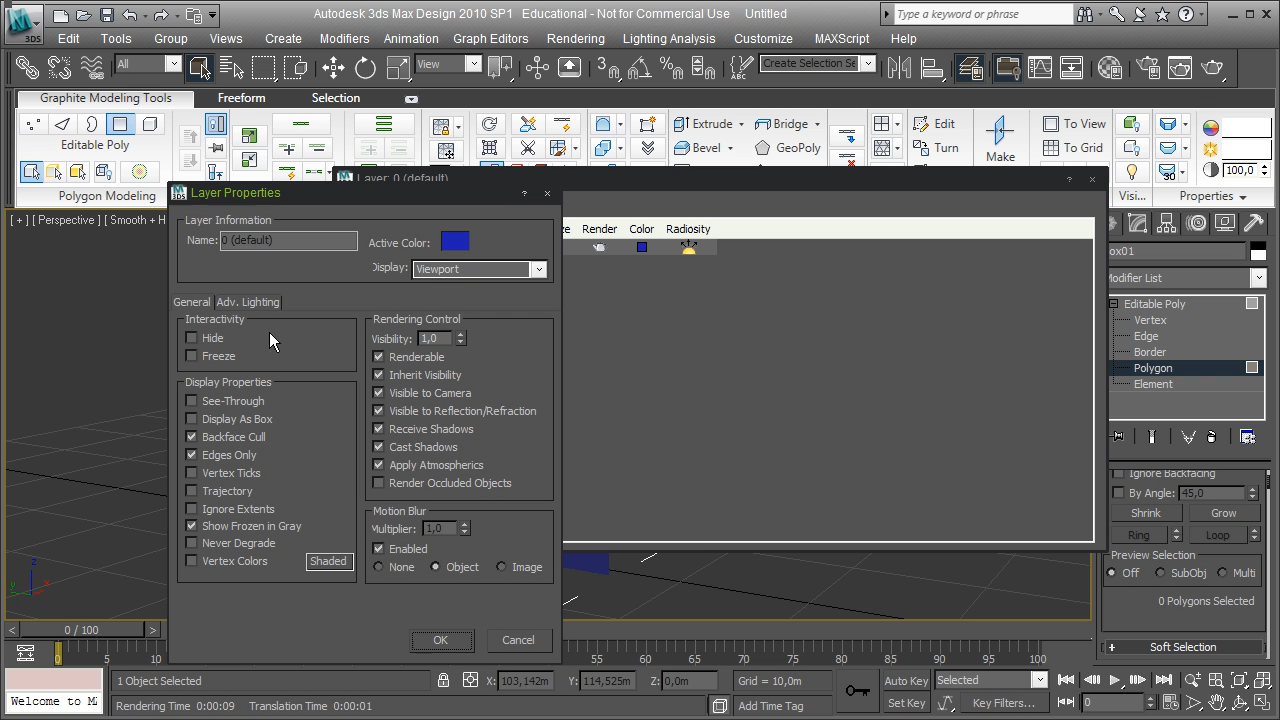 Autodesk 3ds Max Design 2010 SP1 Educational - Not for Commercial Use Untitled
Type a keyword or phrase
3DS
Edit Tools Group Views Create Modifiers Animation Graph Editors Rendering Lighting Analysis Customize MAXScript Help
All View Create Selection Se
Graphite Modeling Tools Freeform Selection
Extrude Bridge Edit To View
Editable Poly
Bevel GeoPoly Turn Make To Grid
100,0
Polygon Modeling
Visi... Properties
Layer: 0 (default)
Layer Properties
[ + ] [ Perspective ] [ Smooth + H
Layer Information
Name: 0 (default)
Active Color:
Display: Viewport
ze Render Color Radiosity
General Adv. Lighting
Interactivity
Hide
Freeze
Display Properties
See-Through
Display As Box
Backface Cull
Edges Only
Vertex Ticks
Trajectory
Ignore Extents
Show Frozen in Gray
Never Degrade
Vertex Colors Shaded
Rendering Control
Visibility: 1,0
Renderable
Inherit Visibility
Visible to Camera
Visible to Reflection/Refraction
Receive Shadows
Cast Shadows
Apply Atmospherics
Render Occluded Objects
Motion Blur
Multiplier: 1,0
Enabled
None Object Image
OK Cancel
ox01
Modifier List
Editable Poly
Vertex
Edge
Border
Polygon
Element
Ignore Backfacing
By Angle: 45,0
Shrink Grow
Ring Loop
Preview Selection
Off SubObj Multi
0 Polygons Selected
Soft Selection
z
y
x
0 / 100
0 5 10 55 60 65 70 75 80 85 90 95 100
1 Object Selected X: 103,142m Y: 114,525m Z: 0,0m Grid = 10,0m Auto Key Selected
Welcome to MA Rendering Time 0:00:09 Translation Time 0:00:01 Add Time Tag Set Key Key Filters... 0